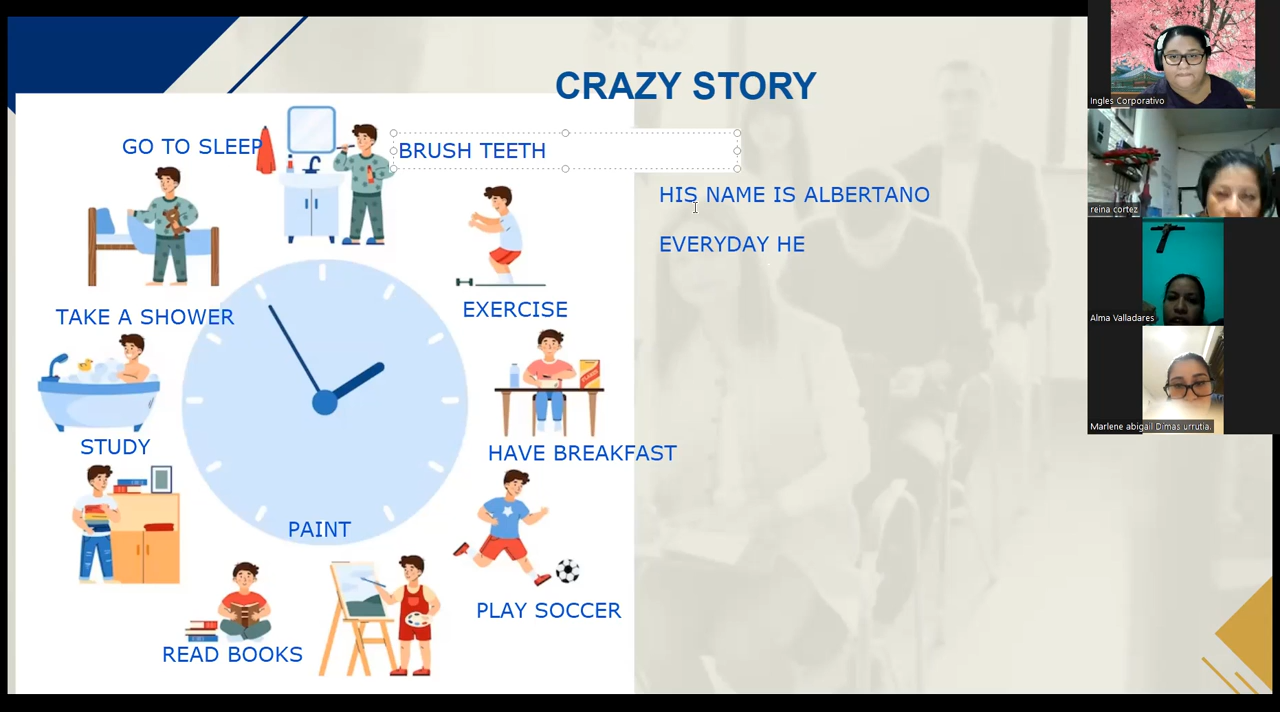 CRAZY STORY
GO TO SLEEP
BRUSH TEETH
HIS NAME IS ALBERTANO
EVERYDAY HE
EXERCISE
TAKE A SHOWER
STUDY
HAVE BREAKFAST
PAINT
PLAY SOCCER
READ BOOKS
Ingles Corporativo
reina cortez
Alma Valladares
Marlene abigail Dimas urrutia.